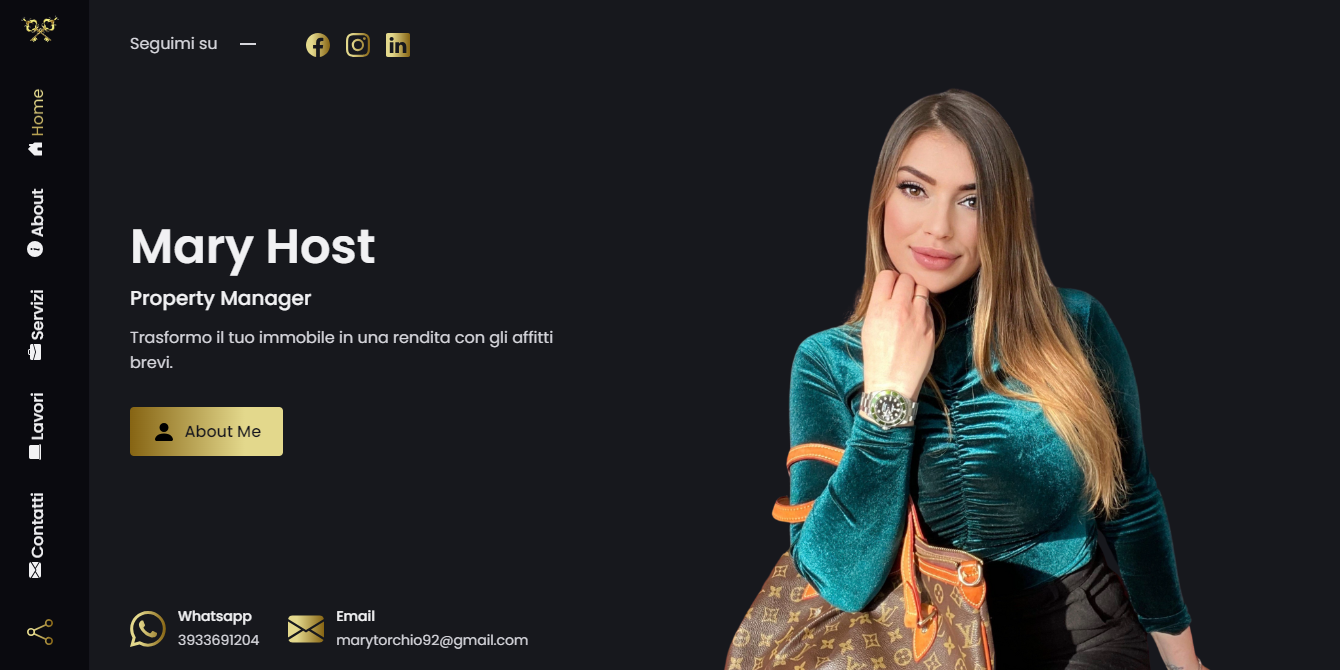 Seguimi su
Home
About
Servizi
Lavori
Contatti
Mary Host
Property Manager
Trasformo il tuo immobile in una rendita con gli affitti
brevi.
About Me
Whatsapp
3933691204
Email
marytorchio92@gmail.com